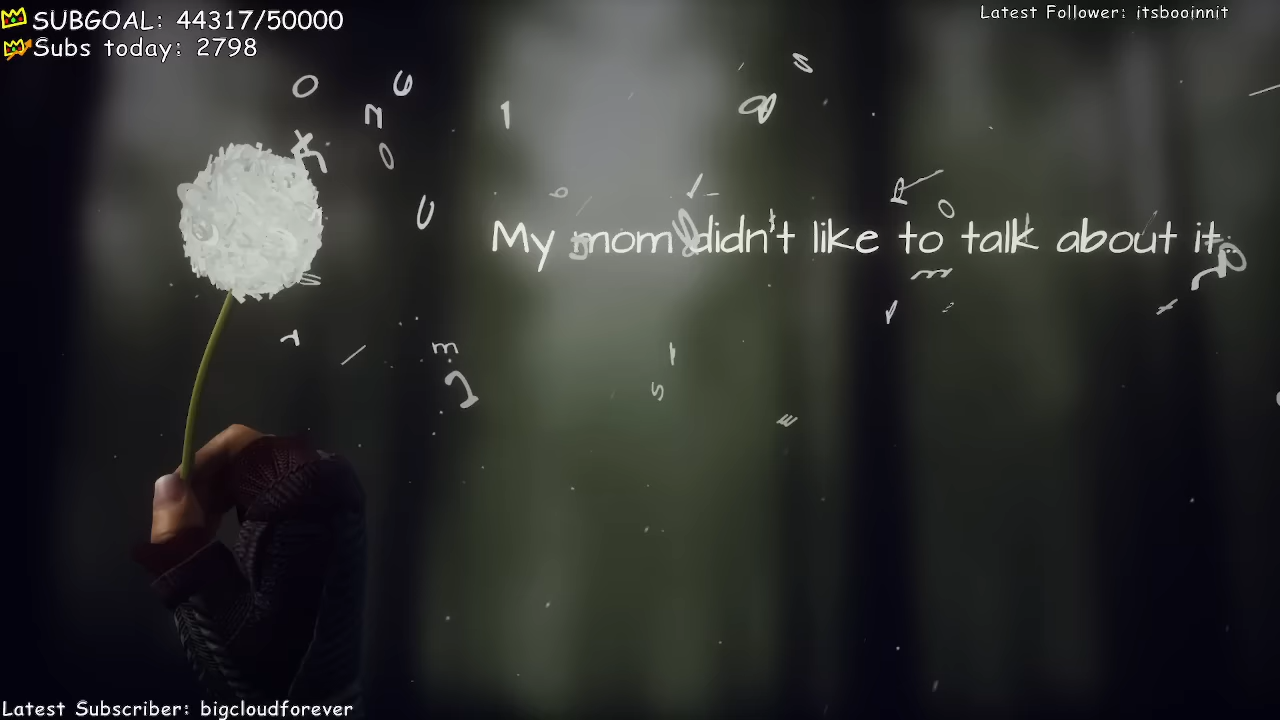 SUBGOAL: 44317/50000
Subs today: 2798
Latest Follower: itsbooinnit
My mom didn't like to talk about it.
Latest Subscriber: bigcloudforever